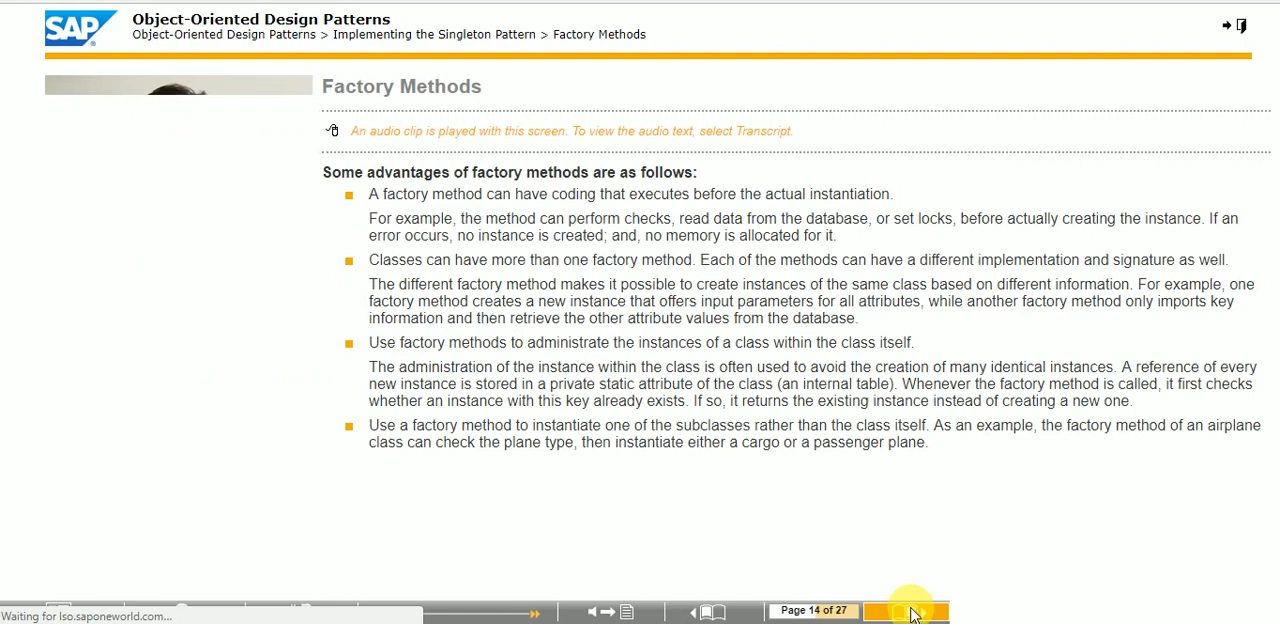 SAP
Object-Oriented Design Patterns
Object-Oriented Design Patterns > Implementing the Singleton Pattern > Factory Methods
Factory Methods
An audio clip is played with this screen. To view the audio text, select Transcript.
Some advantages of factory methods are as follows:
A factory method can have coding that executes before the actual instantiation.
For example, the method can perform checks, read data from the database, or set locks, before actually creating the instance. If an
error occurs, no instance is created; and, no memory is allocated for it.
Classes can have more than one factory method. Each of the methods can have a different implementation and signature as well.
The different factory method makes it possible to create instances of the same class based on different information. For example, one
factory method creates a new instance that offers input parameters for all attributes, while another factory method only imports key
information and then retrieve the other attribute values from the database.
Use factory methods to administrate the instances of a class within the class itself.
The administration of the instance within the class is often used to avoid the creation of many identical instances. A reference of every
new instance is stored in a private static attribute of the class (an internal table). Whenever the factory method is called, it first checks
whether an instance with this key already exists. If so, it returns the existing instance instead of creating a new one.
Use a factory method to instantiate one of the subclasses rather than the class itself. As an example, the factory method of an airplane
class can check the plane type, then instantiate either a cargo or a passenger plane.
Waiting for lso.saponeworld.com...
Page 14 of 27